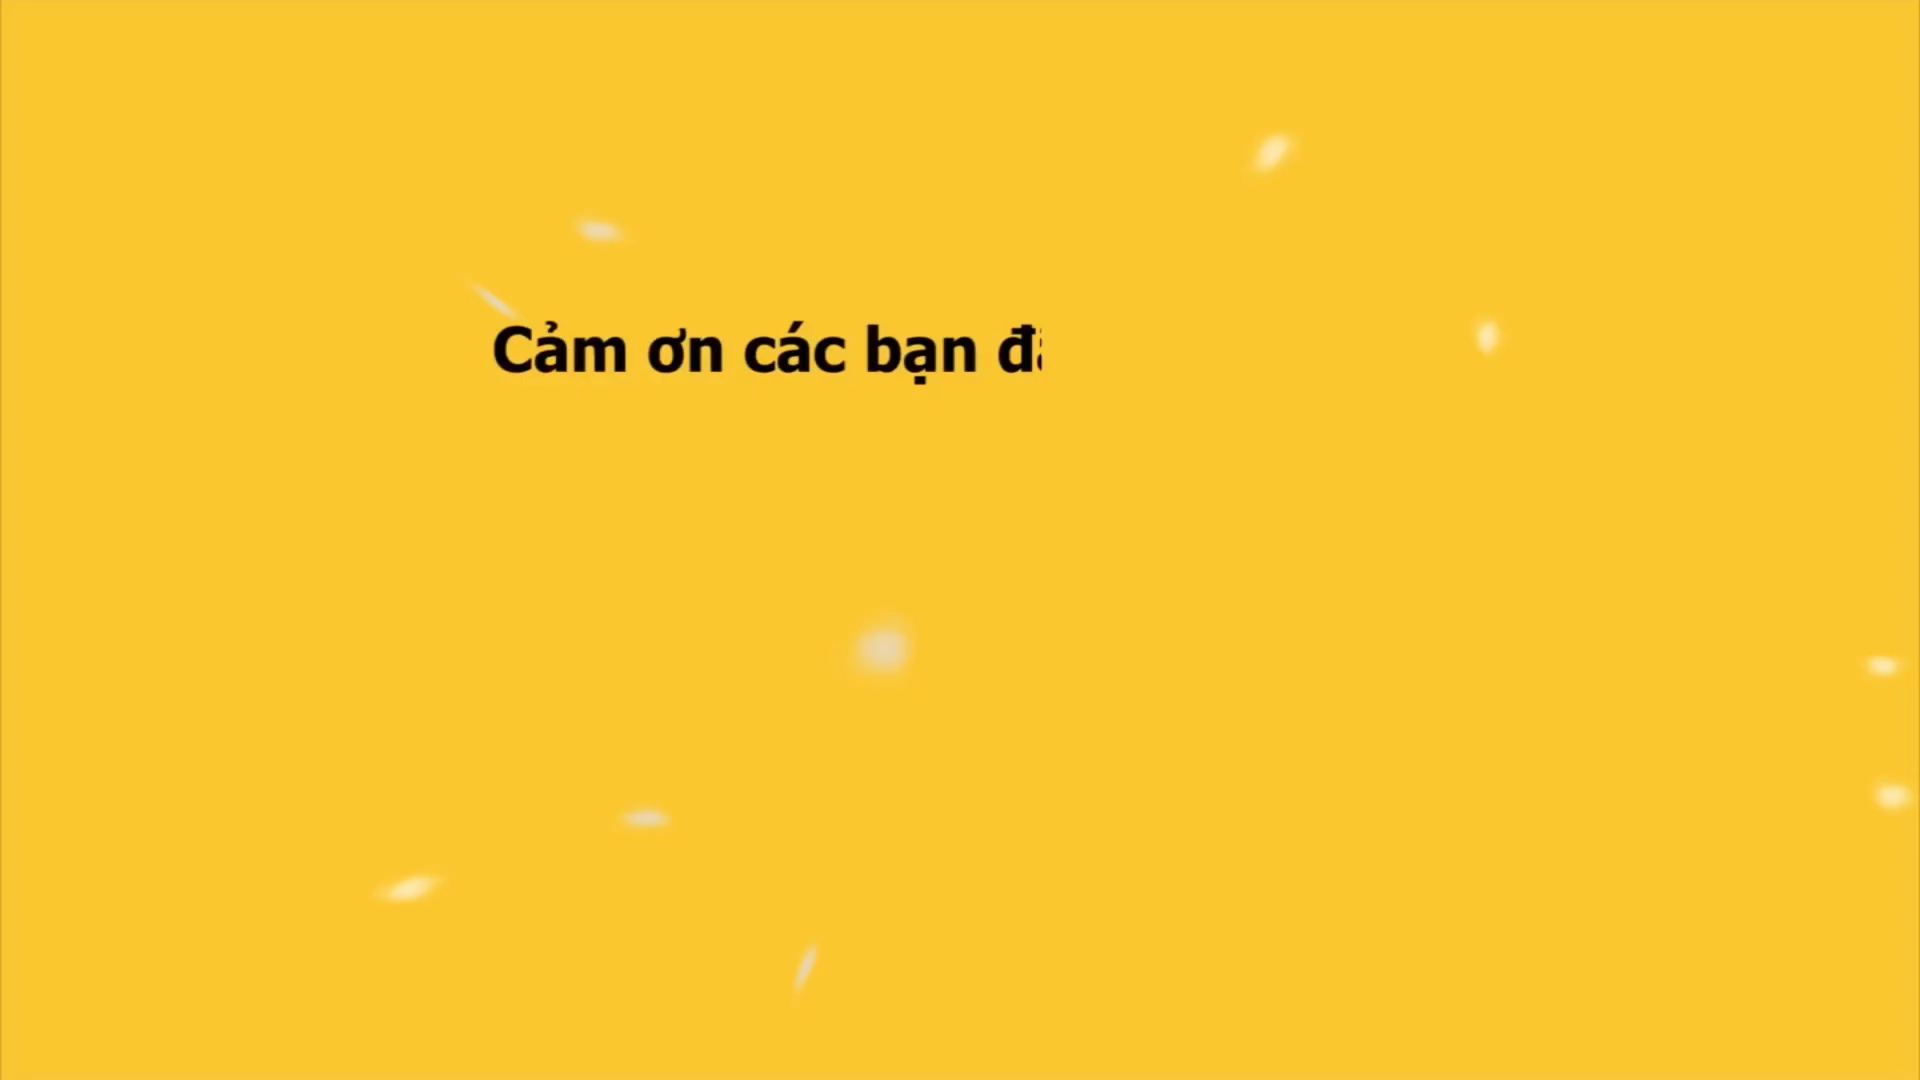 Cảm ơn các bạn